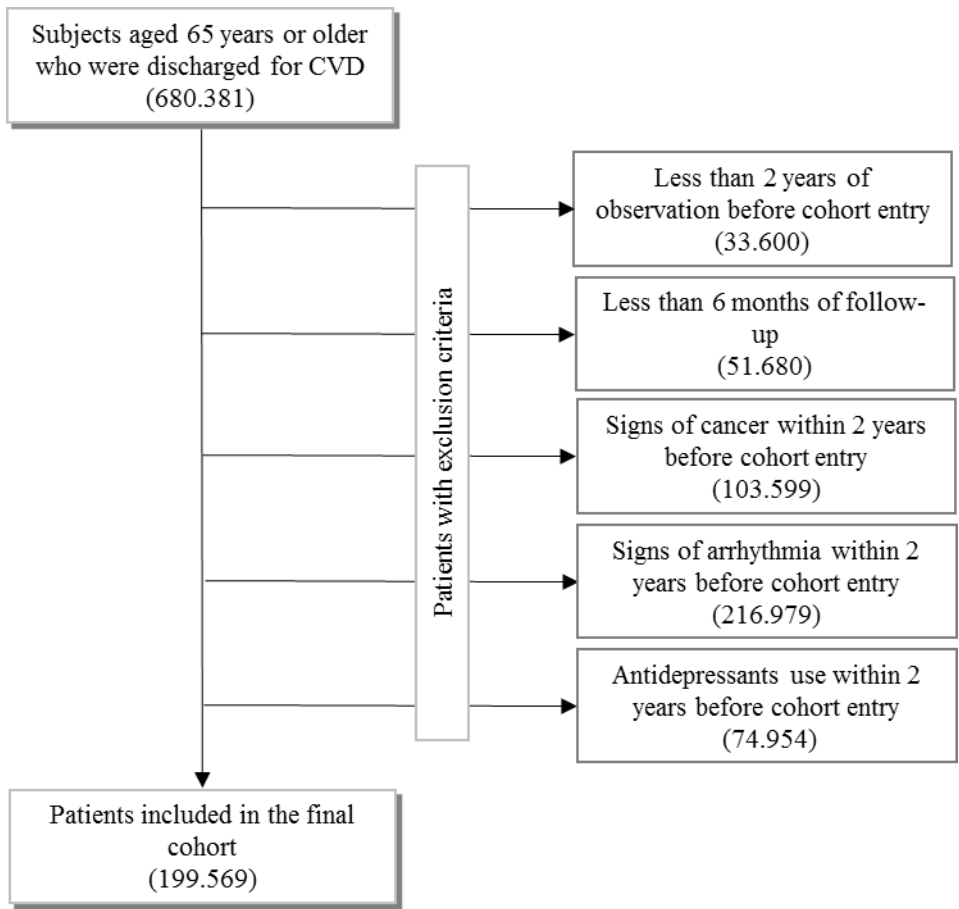 Subjects aged 65 years or older
who were discharged for CVD
(680.381)
Patients with exclusion criteria
Less than 2 years of
observation before cohort entry
(33.600)
Less than 6 months of follow-
up
(51.680)
Signs of cancer within 2 years
before cohort entry
(103.599)
Signs of arrhythmia within 2
years before cohort entry
(216.979)
Antidepressants use within 2
years before cohort entry
(74.954)
Patients included in the final
cohort
(199.569)